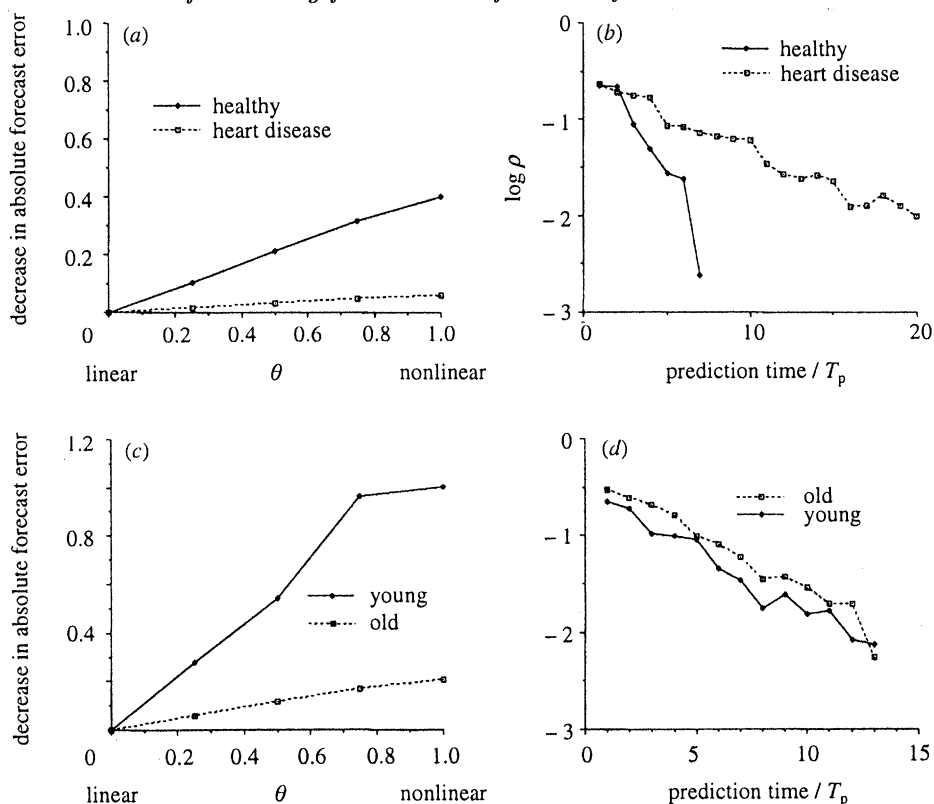 decrease in absolute forecast error
1.0
0.8
0.6
0.4
0.2
(a)
healthy
heart disease
0 0.2 0.4 0.6 0.8 1.0
linear θ nonlinear
log ρ
0
− 1
− 2
− 3
(b)
healthy
heart disease
0 10 20
prediction time / Tp
decrease in absolute forecast error
1.2
0.8
0.4
(c)
young
old
0 0.2 0.4 0.6 0.8 1.0
linear θ nonlinear
0
− 1
− 2
− 3
(d)
old
young
0 5 10 15
prediction time / Tp